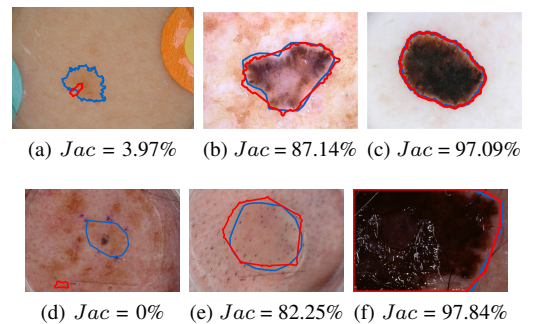 (a) Jac = 3.97% (b) Jac = 87.14% (c) Jac = 97.09%
(d) Jac = 0% (e) Jac = 82.25% (f) Jac = 97.84%